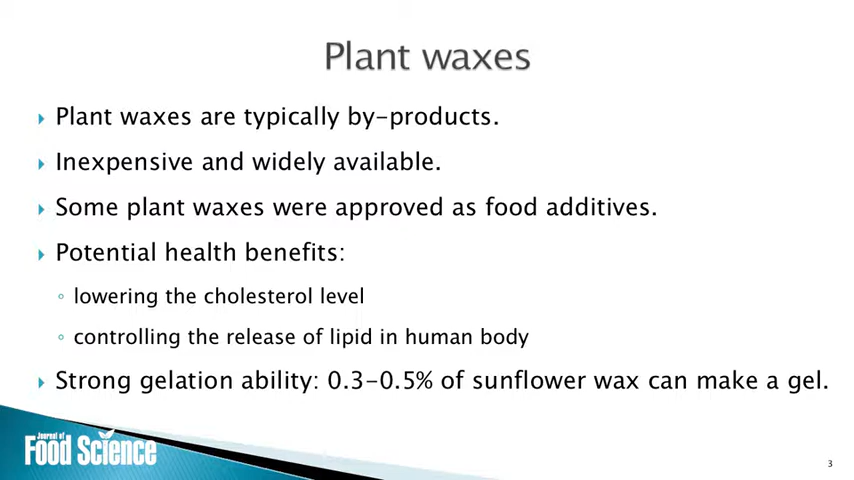 Plant waxes
Plant waxes are typically by-products.
Inexpensive and widely available.
Some plant waxes were approved as food additives.
Potential health benefits:
lowering the cholesterol level
controlling the release of lipid in human body
Strong gelation ability: 0.3-0.5% of sunflower wax can make a gel.
Journal of
Food Science
3